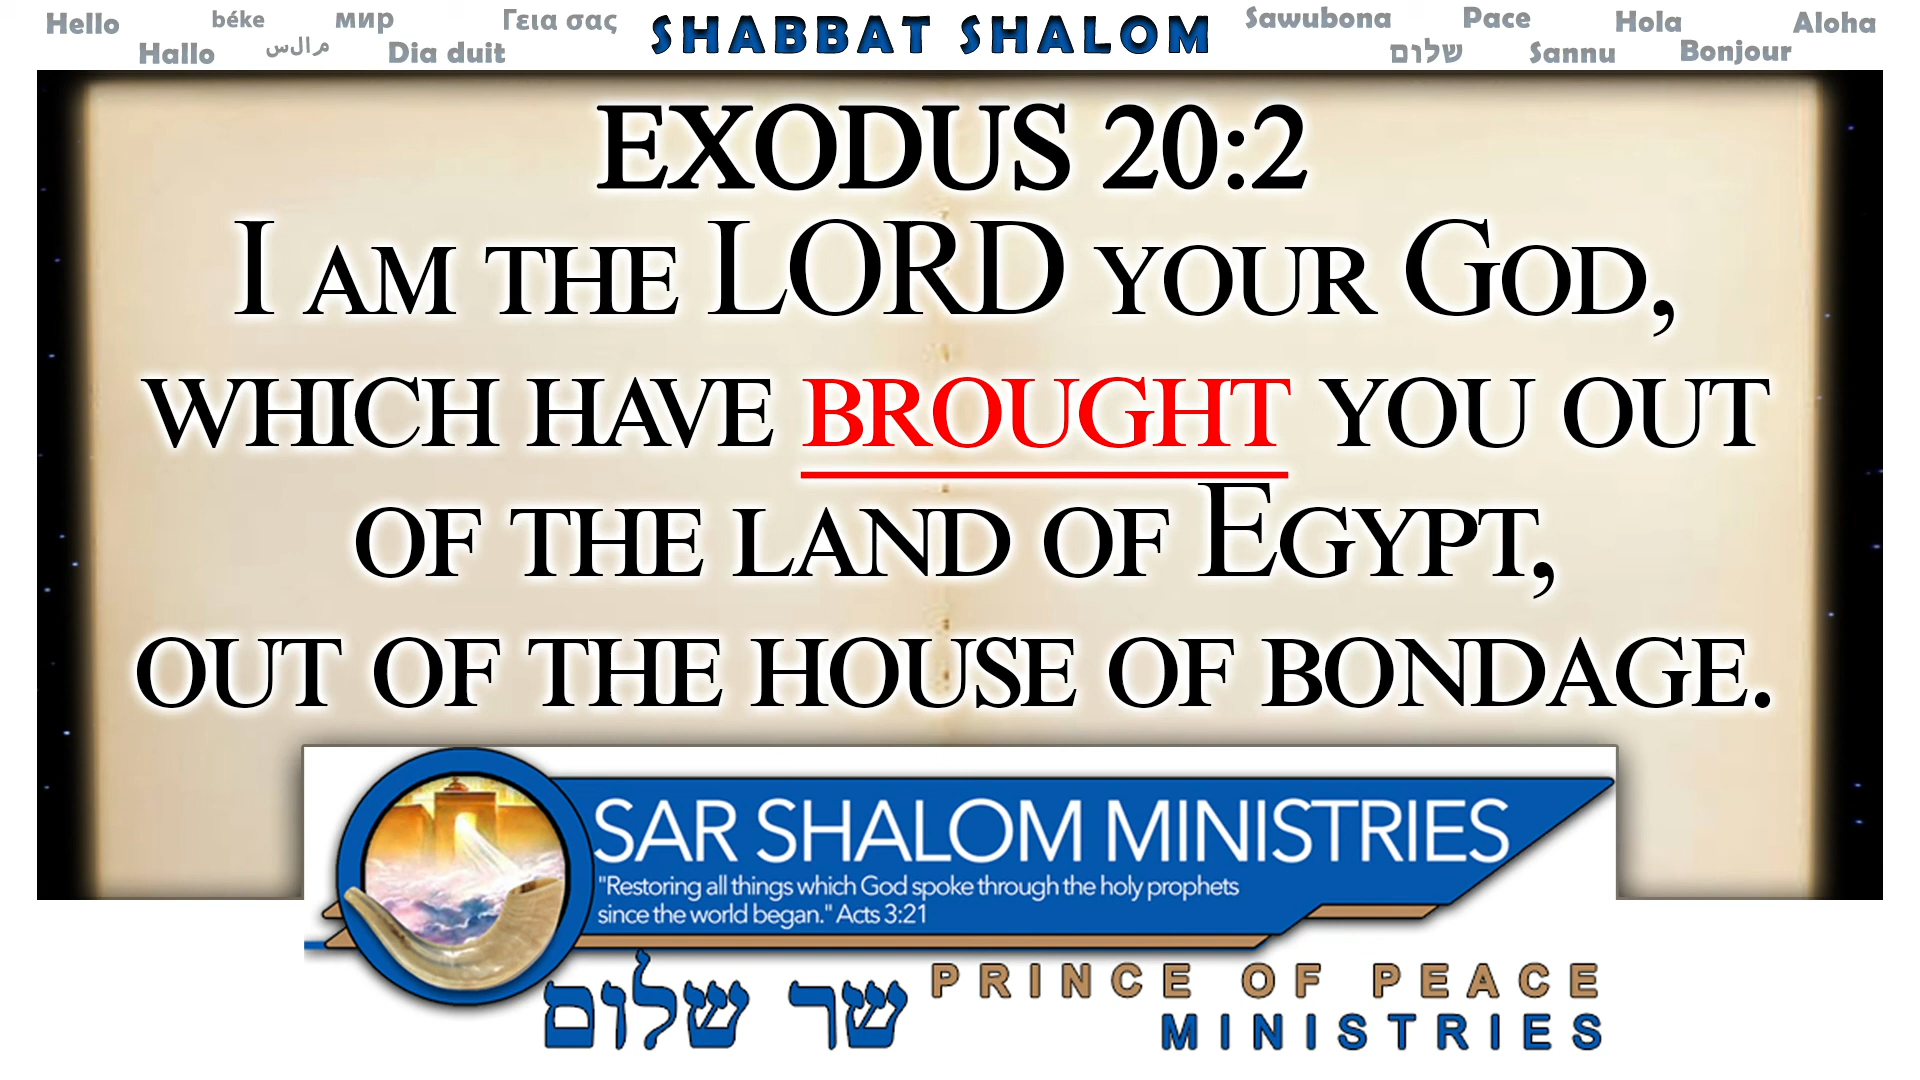 Hello béke мир Γεια σας SHABBAT SHALOM Sawubona Pace Hola Aloha
Hallo م‎ا‎ل‎س Dia duit שלום Sannu Bonjour
EXODUS 20:2
I AM THE LORD YOUR GOD,
WHICH HAVE BROUGHT YOU OUT
OF THE LAND OF EGYPT,
OUT OF THE HOUSE OF BONDAGE.
SAR SHALOM MINISTRIES
"Restoring all things which God spoke through the holy prophets
since the world began." Acts 3:21
שר שלום PRINCE OF PEACE
MINISTRIES